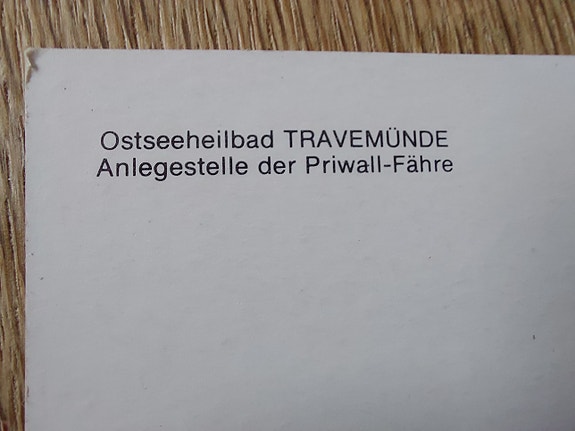 Ostseeheilbad TRAVEMÜNDE
Anlegestelle der Priwall-Fähre